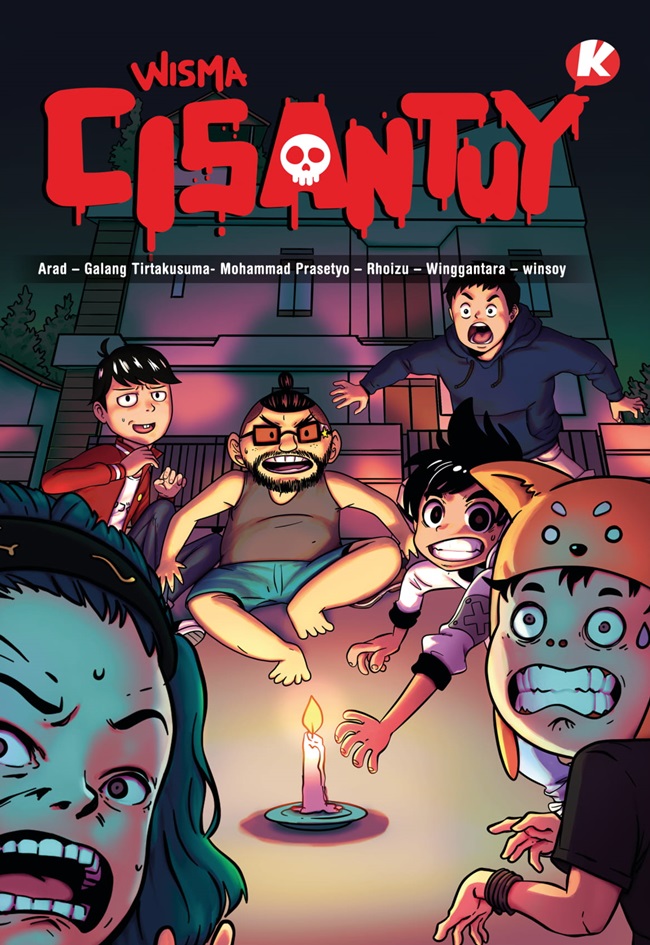 WISMA
K
CISANTUY
Arad – Galang Tirtakusuma- Mohammad Prasetyo – Rhoizu – Winggantara – winsoy